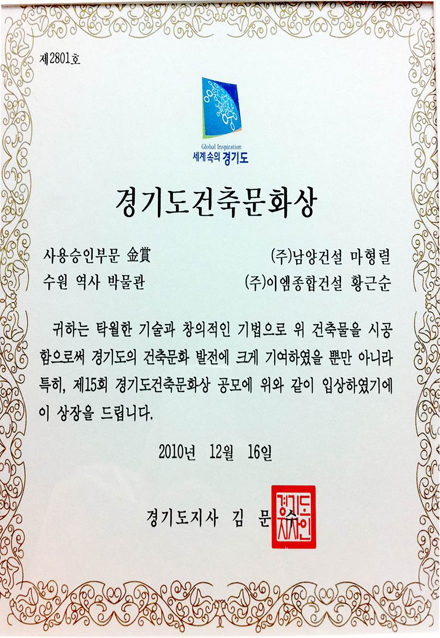 제2801호
Global Inspiration
세계 속의 경기도
경기도건축문화상
사용승인부문 金賞 (주)남양건설 마형렬
수원 역사 박물관 (주)이엠종합건설 황근순
귀하는 탁월한 기술과 창의적인 기법으로 위 건축물을 시공
함으로써 경기도의 건축문화 발전에 크게 기여하였을 뿐만 아니라
특히, 제15회 경기도건축문화상 공모에 위와 같이 입상하였기에
이 상장을 드립니다.
2010년 12월 16일
경기도지사 김 문 수
경기도
지사인